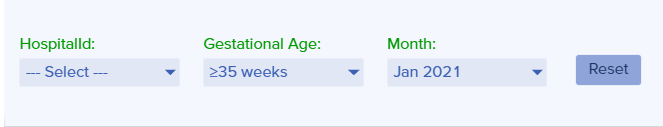 HospitalId: Gestational Age: Month:
--- Select --- ≥35 weeks Jan 2021 Reset